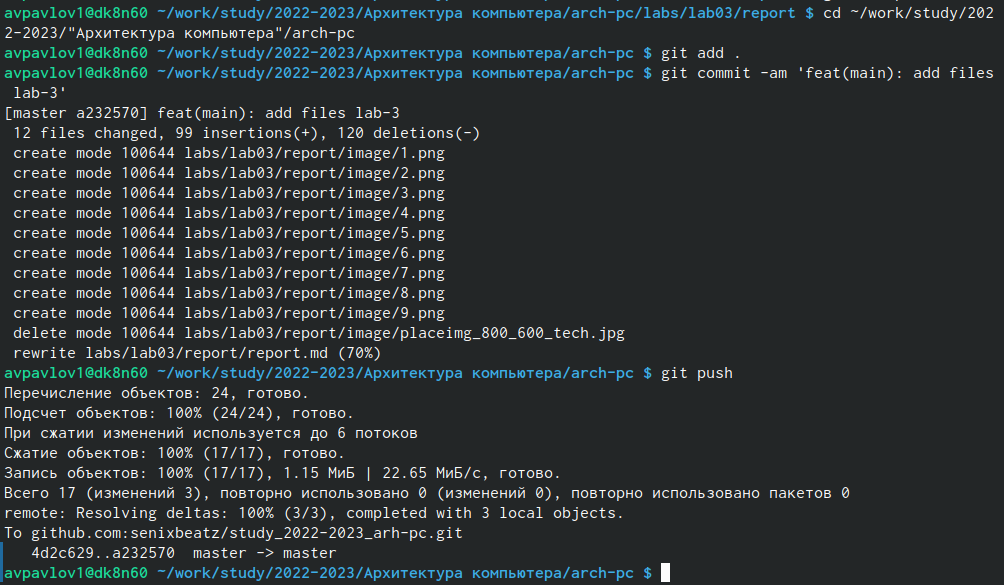 avpavlov1@dk8n60 ~/work/study/2022-2023/Архитектура компьютера/arch-pc/labs/lab03/report $ cd ~/work/study/202
2-2023/"Архитектура компьютера"/arch-pc
avpavlov1@dk8n60 ~/work/study/2022-2023/Архитектура компьютера/arch-pc $ git add .
avpavlov1@dk8n60 ~/work/study/2022-2023/Архитектура компьютера/arch-pc $ git commit -am 'feat(main): add files
lab-3'
[master a232570] feat(main): add files lab-3
12 files changed, 99 insertions(+), 120 deletions(-)
create mode 100644 labs/lab03/report/image/1.png
create mode 100644 labs/lab03/report/image/2.png
create mode 100644 labs/lab03/report/image/3.png
create mode 100644 labs/lab03/report/image/4.png
create mode 100644 labs/lab03/report/image/5.png
create mode 100644 labs/lab03/report/image/6.png
create mode 100644 labs/lab03/report/image/7.png
create mode 100644 labs/lab03/report/image/8.png
create mode 100644 labs/lab03/report/image/9.png
delete mode 100644 labs/lab03/report/image/placeimg_800_600_tech.jpg
rewrite labs/lab03/report/report.md (70%)
avpavlov1@dk8n60 ~/work/study/2022-2023/Архитектура компьютера/arch-pc $ git push
Перечисление объектов: 24, готово.
Подсчет объектов: 100% (24/24), готово.
При сжатии изменений используется до 6 потоков
Сжатие объектов: 100% (17/17), готово.
Запись объектов: 100% (17/17), 1.15 МиБ | 22.65 МиБ/с, готово.
Всего 17 (изменений 3), повторно использовано 0 (изменений 0), повторно использовано пакетов 0
remote: Resolving deltas: 100% (3/3), completed with 3 local objects.
To github.com:senixbeatz/study_2022-2023_arh-pc.git
4d2c629..a232570  master -> master
avpavlov1@dk8n60 ~/work/study/2022-2023/Архитектура компьютера/arch-pc $